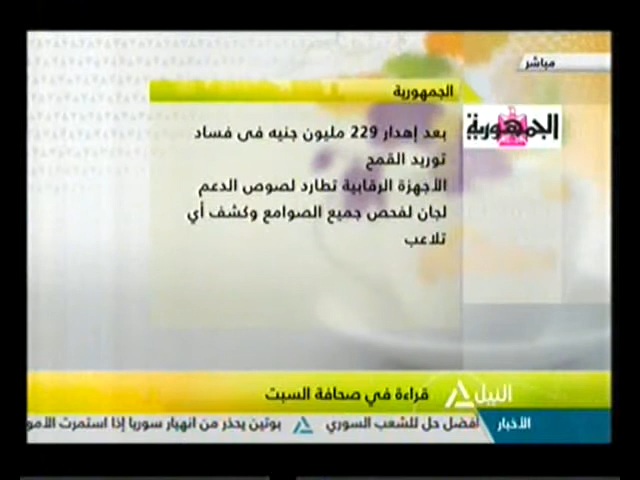 مباشر
الجمهورية
الجمهورية
بعد إهدار 229 مليون جنيه فى فساد
توريد القمح
الأجهزة الرقابية تطارد لصوص الدعم
لجان لفحص جميع الصوامع وكشف أي
تلاعب
النيل
قراءة في صحافة السبت
الأخبار
أفضل حل للشعب السوري
بوتين يحذر من انهيار سوريا إذا استمرت الأمو